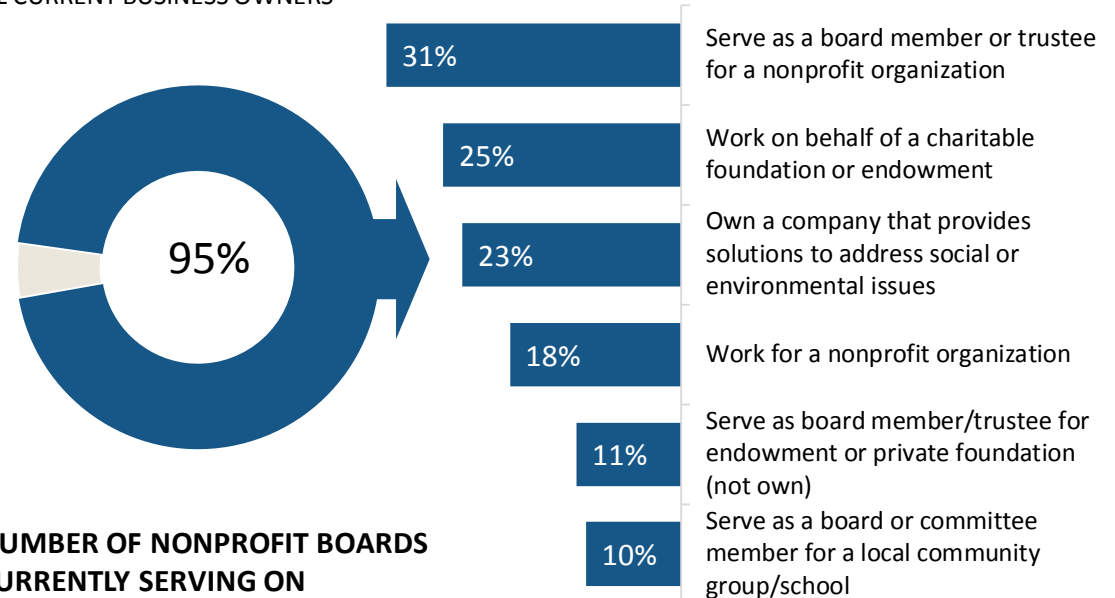 CURRENT BUSINESS OWNERS
95%
31%
Serve as a board member or trustee
for a nonprofit organization
25%
Work on behalf of a charitable
foundation or endowment
23%
Own a company that provides
solutions to address social or
environmental issues
18%
Work for a nonprofit organization
11%
Serve as board member/trustee for
endowment or private foundation
(not own)
10%
Serve as a board or committee
member for a local community
group/school
UMBER OF NONPROFIT BOARDS
URRENTLY SERVING ON